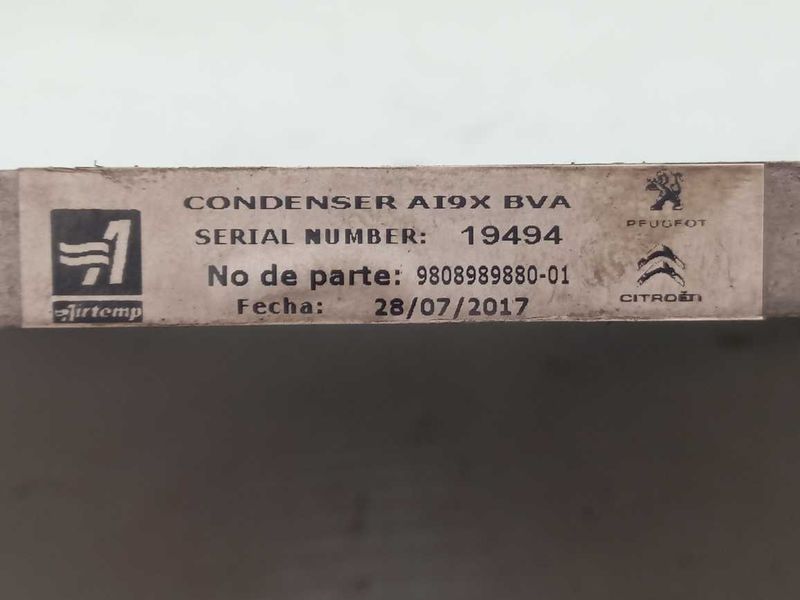 CONDENSER AI9X BVA
SERIAL NUMBER: 19494
No de parte: 9808989880-01
Fecha: 28/07/2017
Airtemp
PEUGEOT
CITROËN